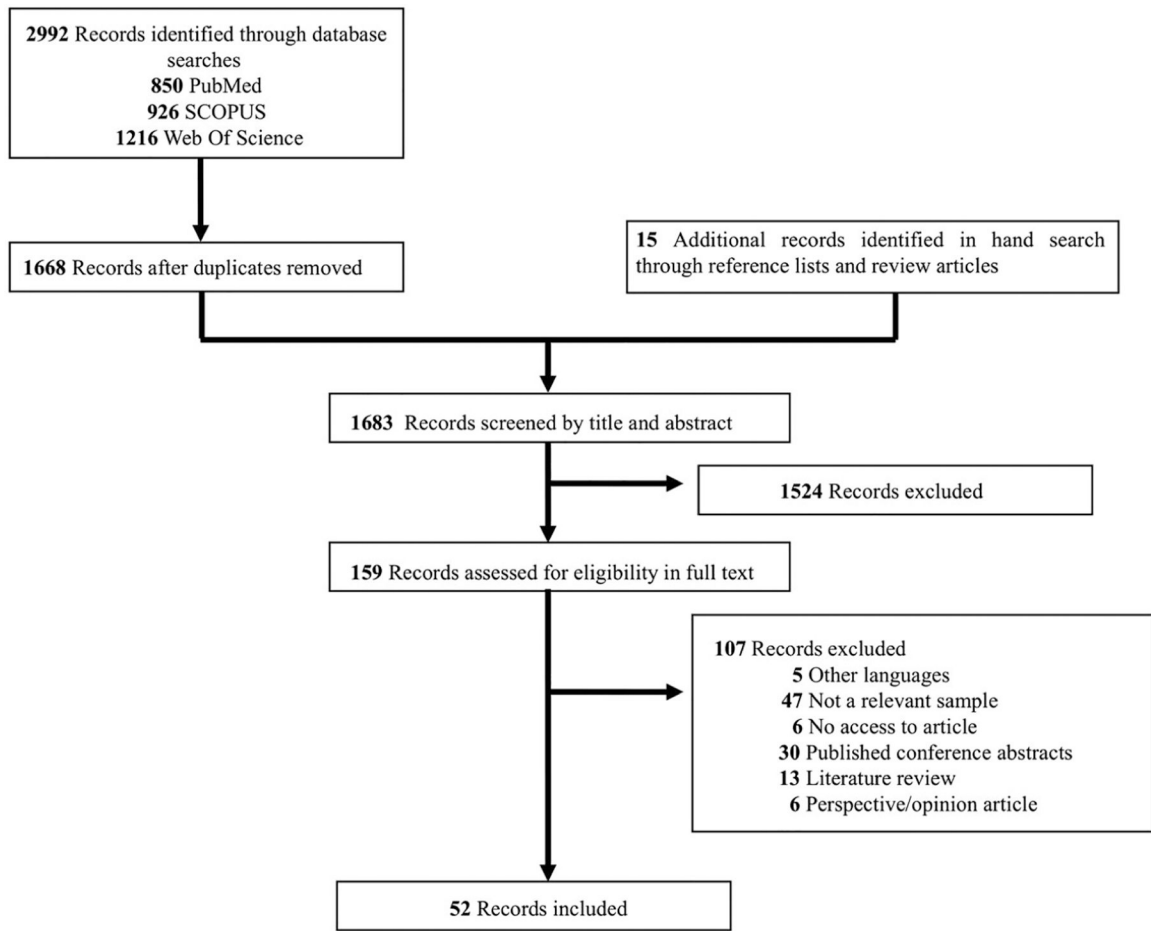 2992 Records identified through database
searches
850 PubMed
926 SCOPUS
1216 Web Of Science
1668 Records after duplicates removed
15 Additional records identified in hand search
through reference lists and review articles
1683 Records screened by title and abstract
1524 Records excluded
159 Records assessed for eligibility in full text
107 Records excluded
5 Other languages
47 Not a relevant sample
6 No access to article
30 Published conference abstracts
13 Literature review
6 Perspective/opinion article
52 Records included